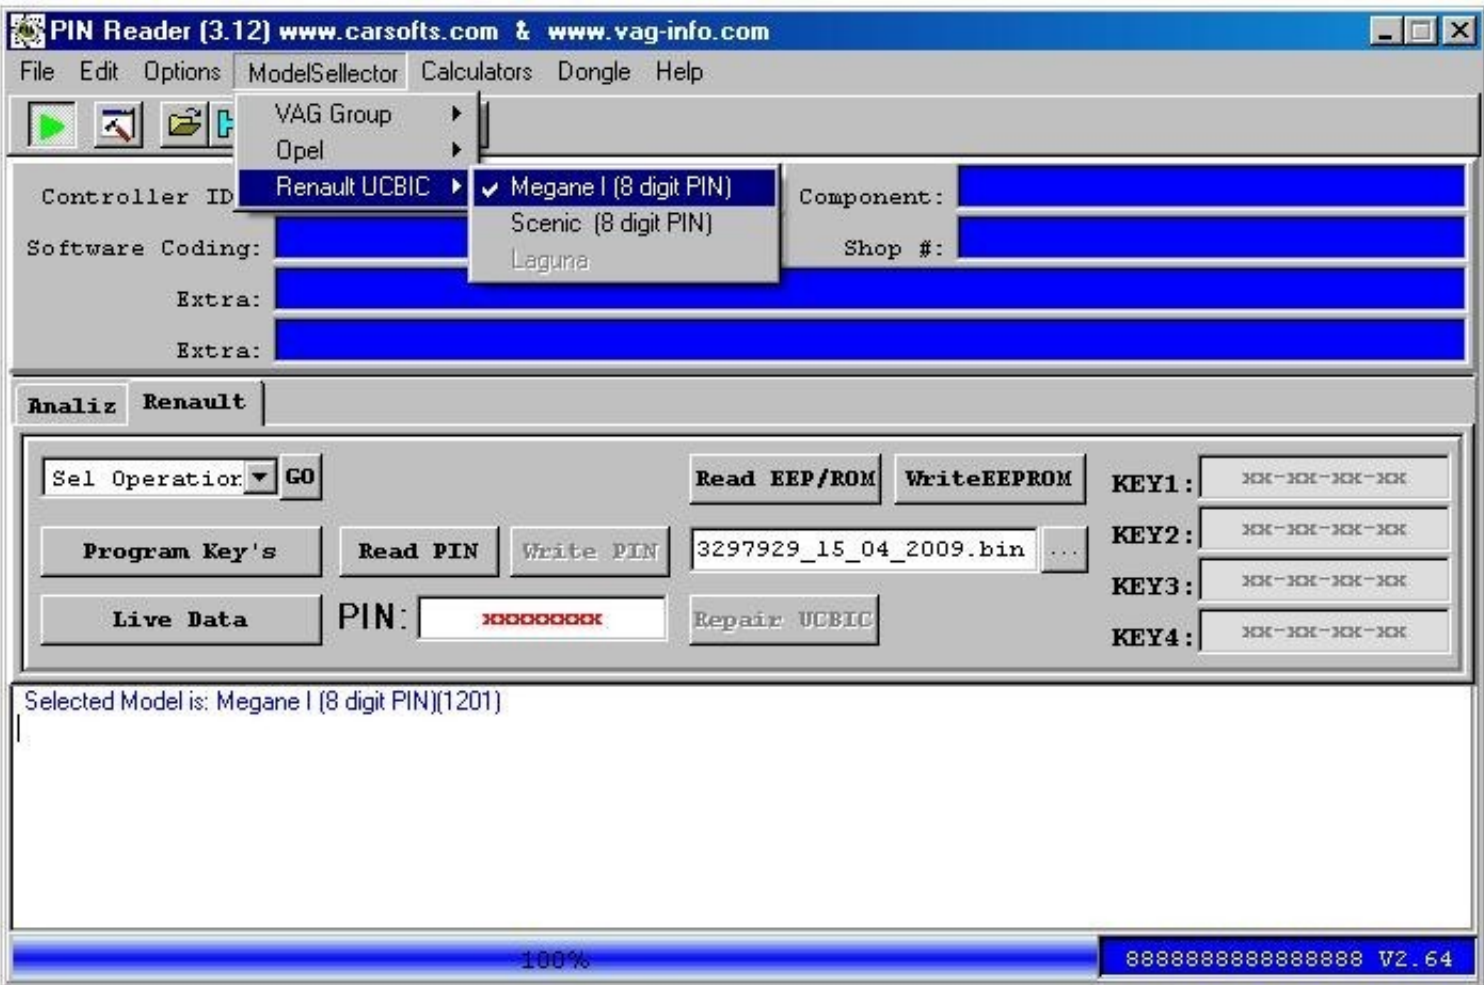 PIN Reader (3.12) www.carsofts.com & www.vag-info.com
File Edit Options ModelSellector Calculators Dongle Help
VAG Group
Opel
Renault UCBIC
Megane I (8 digit PIN)
Scenic (8 digit PIN)
Laguna
Controller ID
Component:
Software Coding:
Shop #:
Extra:
Extra:
Analiz Renault
Sel Operation GO
Read EEP/ROM WriteEEPROM
KEY1: xx-xx-xx-xx
Program Key's Read PIN Write PIN
3297929_15_04_2009.bin ...
KEY2: xx-xx-xx-xx
KEY3: xx-xx-xx-xx
Live Data PIN: xxxxxxxx Repair UCBIC
KEY4: xx-xx-xx-xx
Selected Model is: Megane I (8 digit PIN)(1201)
100%
8888888888888888 V2.64